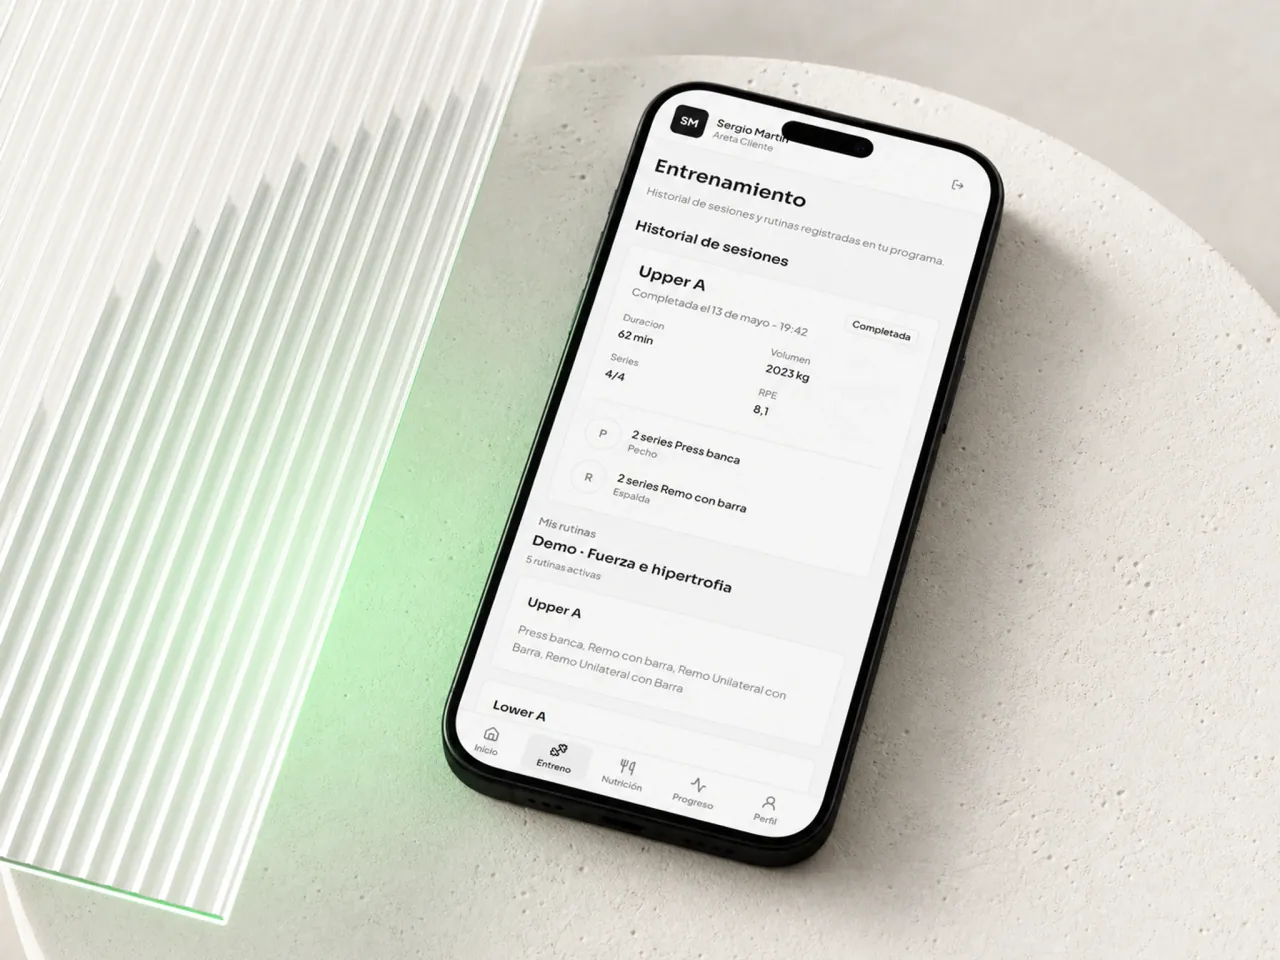 SM
Sergio Martín
Areta Cliente
Entrenamiento
Historial de sesiones y rutinas registradas en tu programa.
Historial de sesiones
Upper A
Completada el 13 de mayo - 19:42
Completada
Duracion
62 min
Volumen
2023 kg
Series
4/4
RPE
8,1
P
2 series Press banca
Pecho
R
2 series Remo con barra
Espalda
Mis rutinas
Demo · Fuerza e hipertrofia
5 rutinas activas
Upper A
Press banca, Remo con barra, Remo Unilateral con
Barra, Remo Unilateral con Barra
Lower A
Inicio
Entreno
Nutrición
Progreso
Perfil